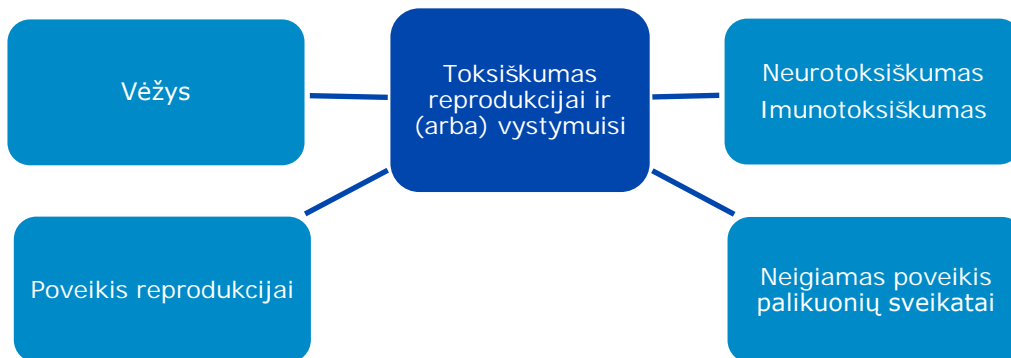 Vėžys
Toksiškumas
reprodukcijai ir
(arba) vystymuisi
Neurotoksiškumas
Imunotoksiškumas
Poveikis reprodukcijai
Neigiamas poveikis
palikuonių sveikatai